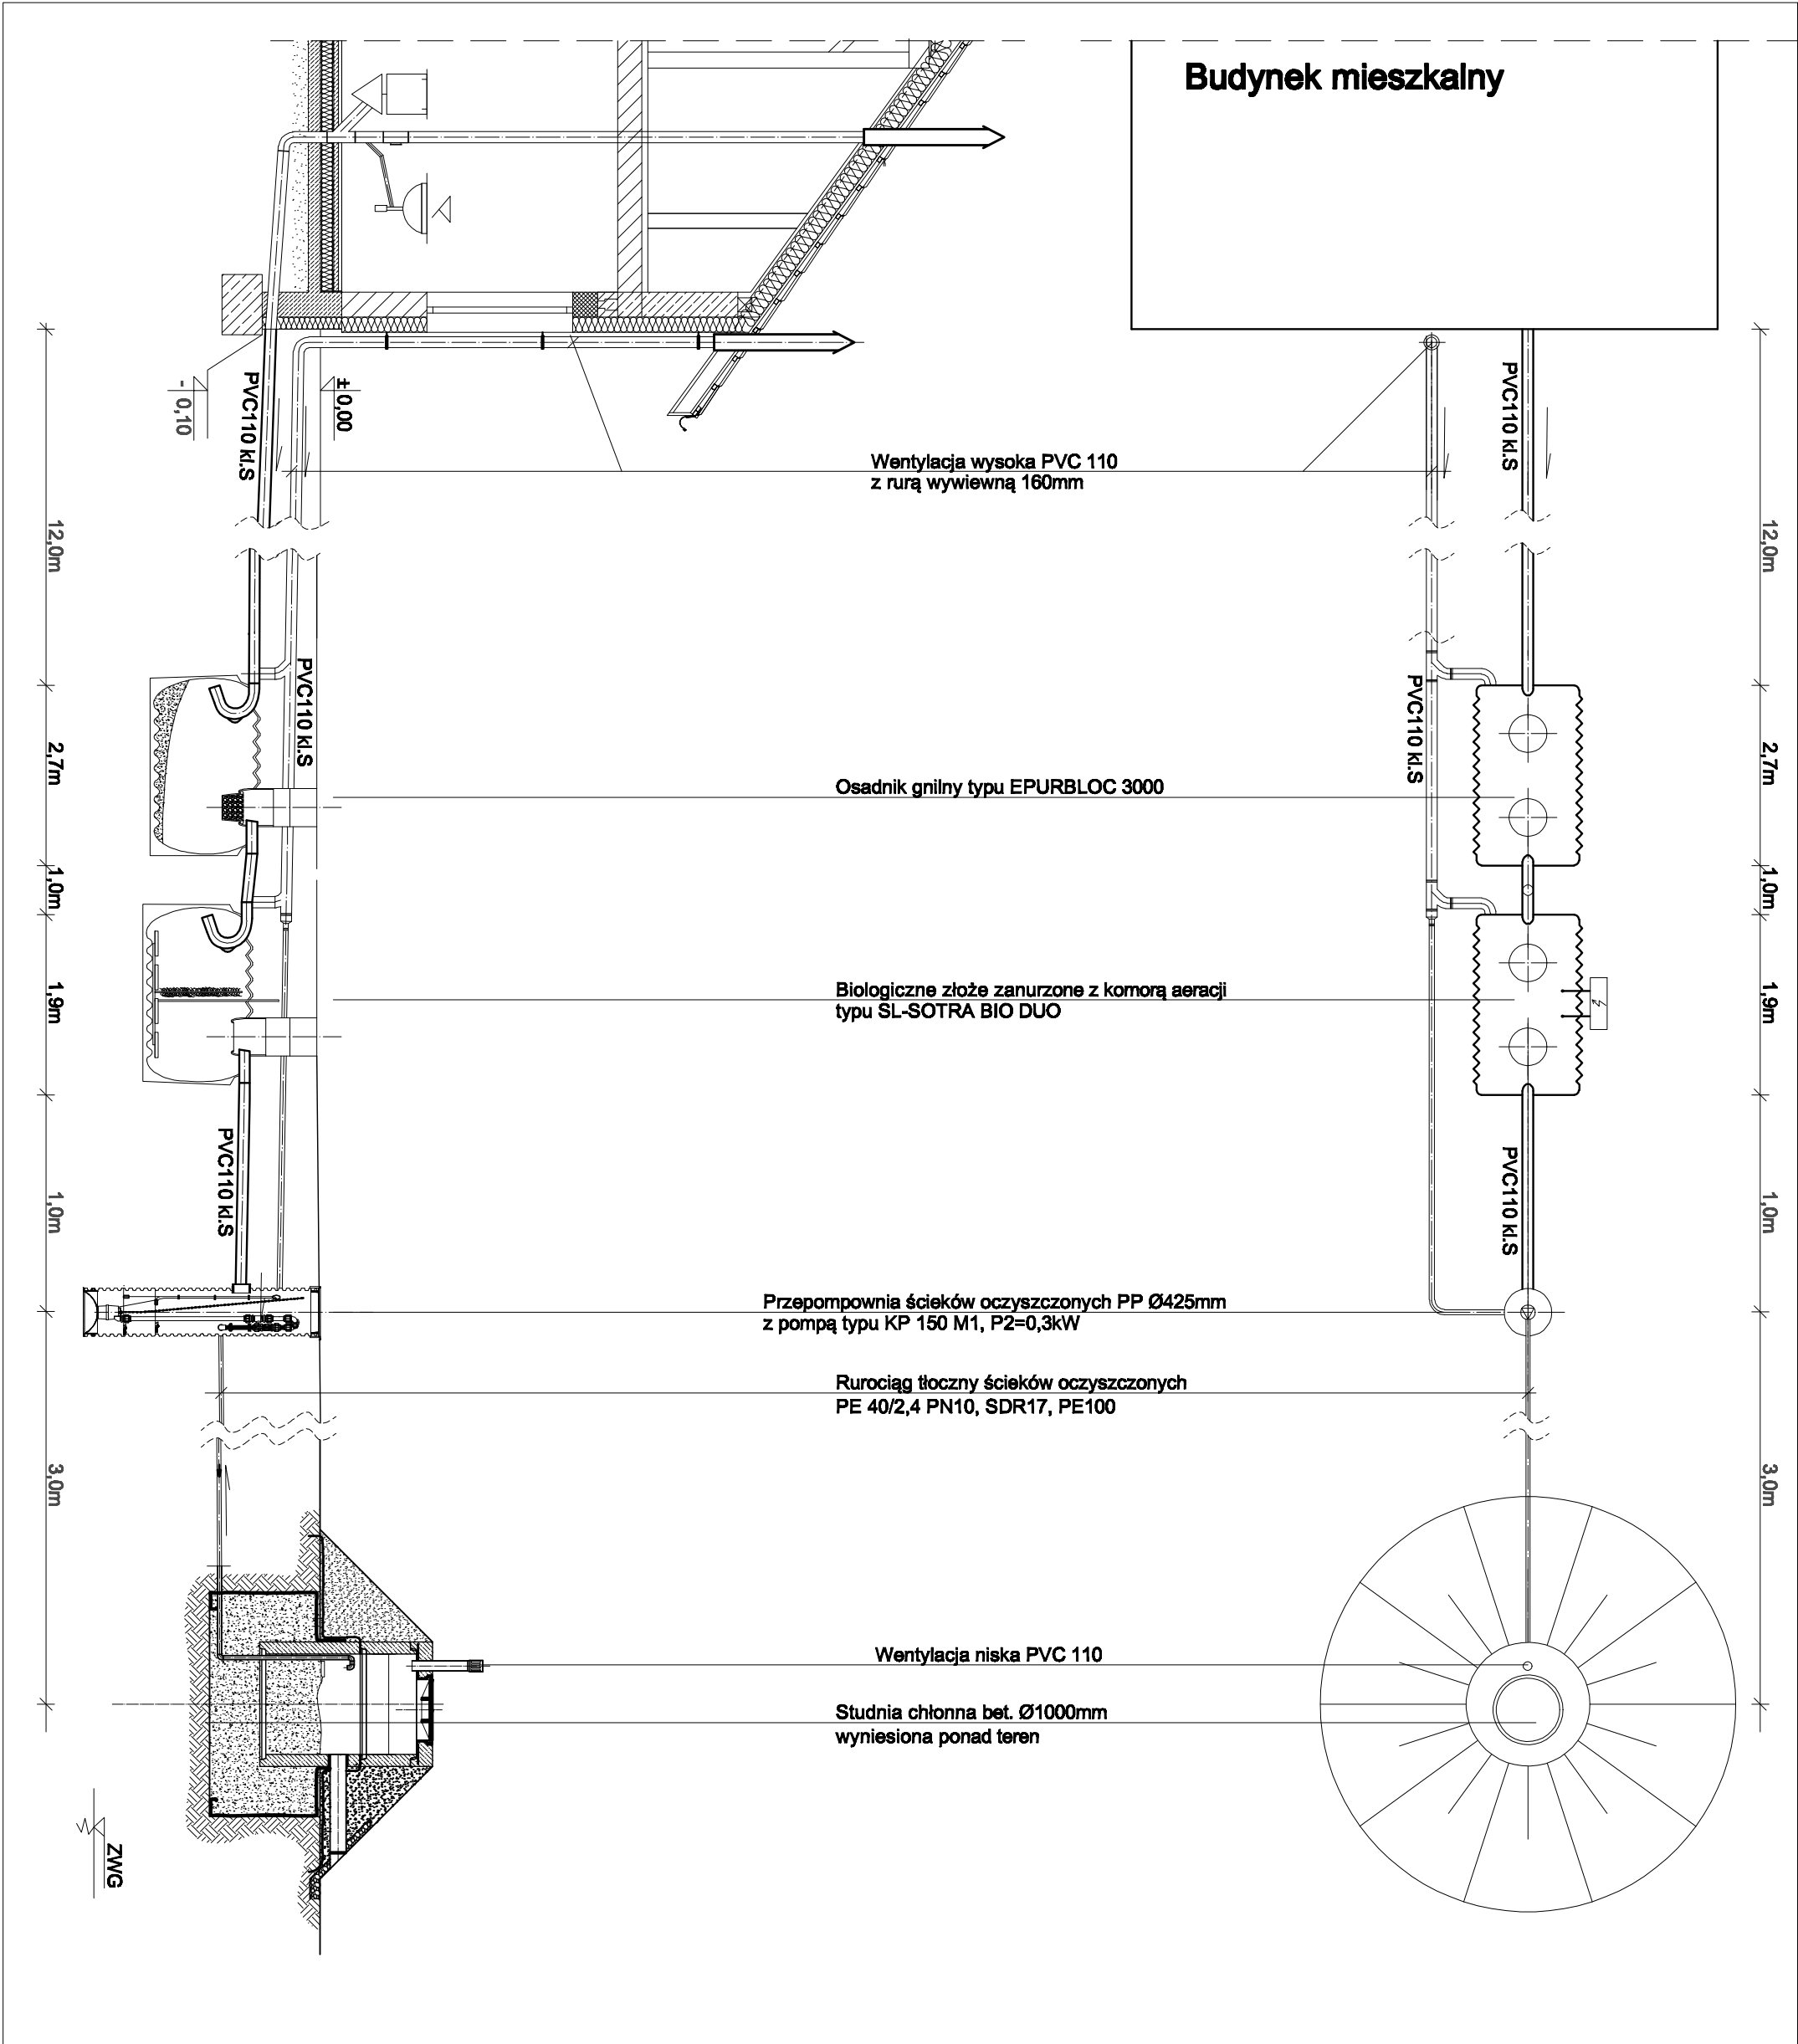 Budynek mieszkalny
PVC110 kl.S
± 0,00
- 0,10
PVC110 kl.S
Wentylacja wysoka PVC 110
z rurą wywiewną 160mm
12,0m
12,0m
PVC110 kl.S
PVC110 kl.S
2,7m
2,7m
Osadnik gnilny typu EPURBLOC 3000
1,0m
1,0m
1,9m
1,9m
Biologiczne złoże zanurzone z komorą aeracji
typu SL-SOTRA BIO DUO
PVC110 kl.S
PVC110 kl.S
1,0m
1,0m
Przepompownia ścieków oczyszczonych PP Ø425mm
z pompą typu KP 150 M1, P2=0,3kW
Rurociąg tłoczny ścieków oczyszczonych
PE 40/2,4 PN10, SDR17, PE100
3,0m
3,0m
Wentylacja niska PVC 110
Studnia chłonna bet. Ø1000mm
wyniesiona ponad teren
ZWG